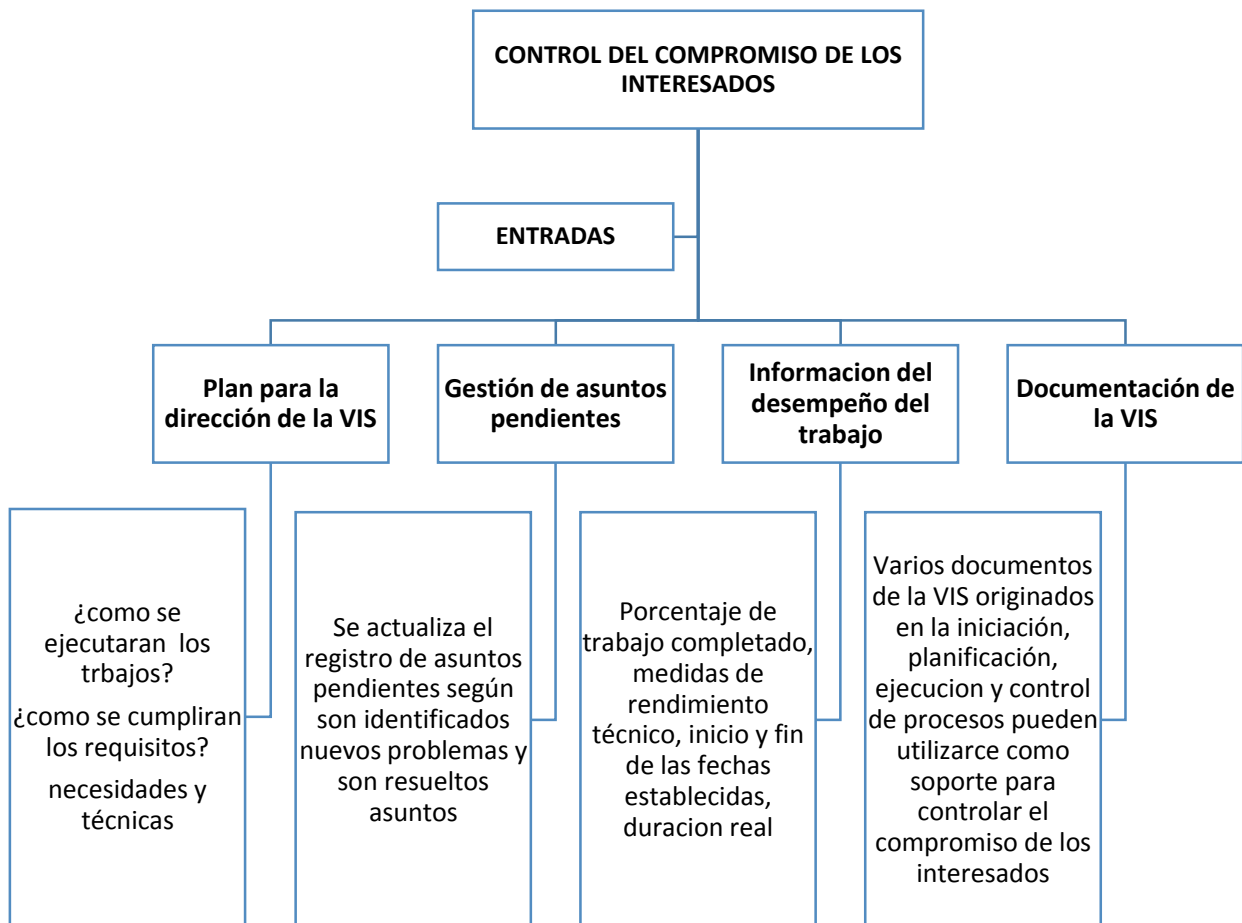 CONTROL DEL COMPROMISO DE LOS
INTERESADOS
ENTRADAS
Plan para la
dirección de la VIS
Gestión de asuntos
pendientes
Informacion del
desempeño del
trabajo
Documentación de
la VIS
¿como se
ejecutaran los
trbajos?
¿como se cumpliran
los requisitos?
necesidades y
técnicas
Se actualiza el
registro de asuntos
pendientes según
son identificados
nuevos problemas y
son resueltos
asuntos
Porcentaje de
trabajo completado,
medidas de
rendimiento
técnico, inicio y fin
de las fechas
establecidas,
duracion real
Varios documentos
de la VIS originados
en la iniciación,
planificación,
ejecucion y control
de procesos pueden
utilizarce como
soporte para
controlar el
compromiso de los
interesados